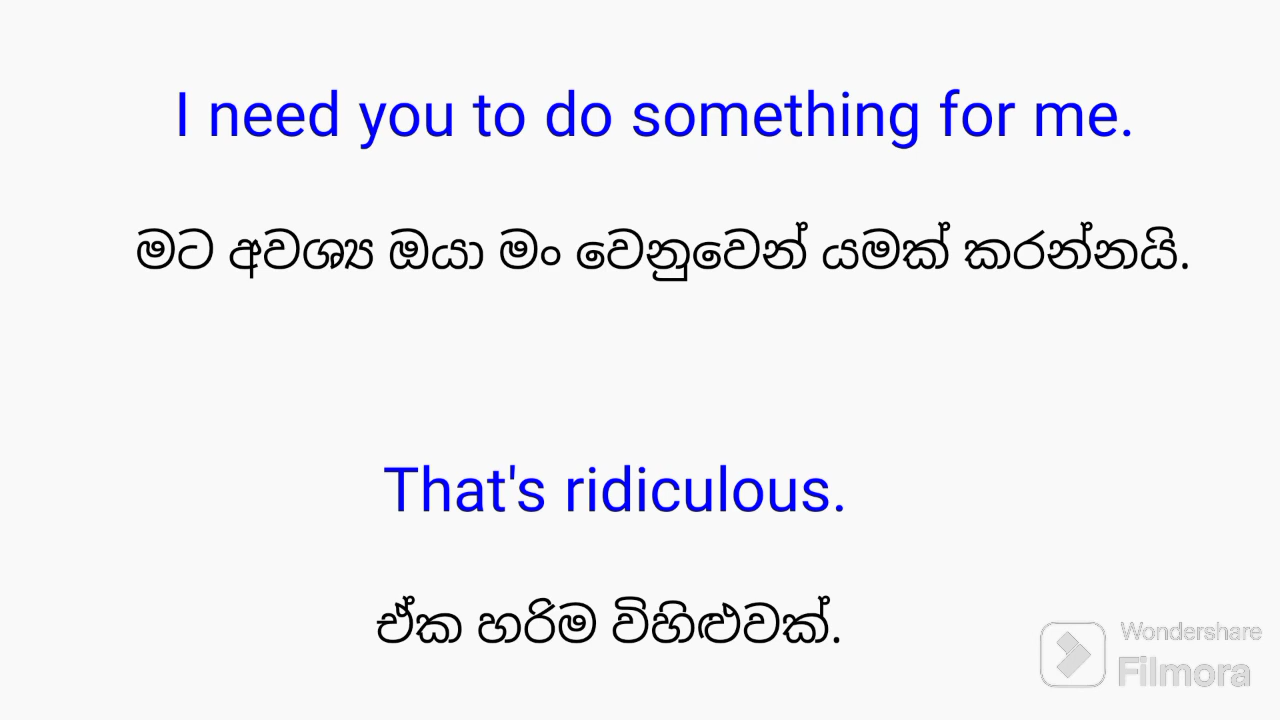 I need you to do something for me.
මට අවශ්‍ය ඔයා මං වෙනුවෙන් යමක් කරන්නයි.
That's ridiculous.
ඒක හරිම විහිළුවක්.
Wondershare
Filmora